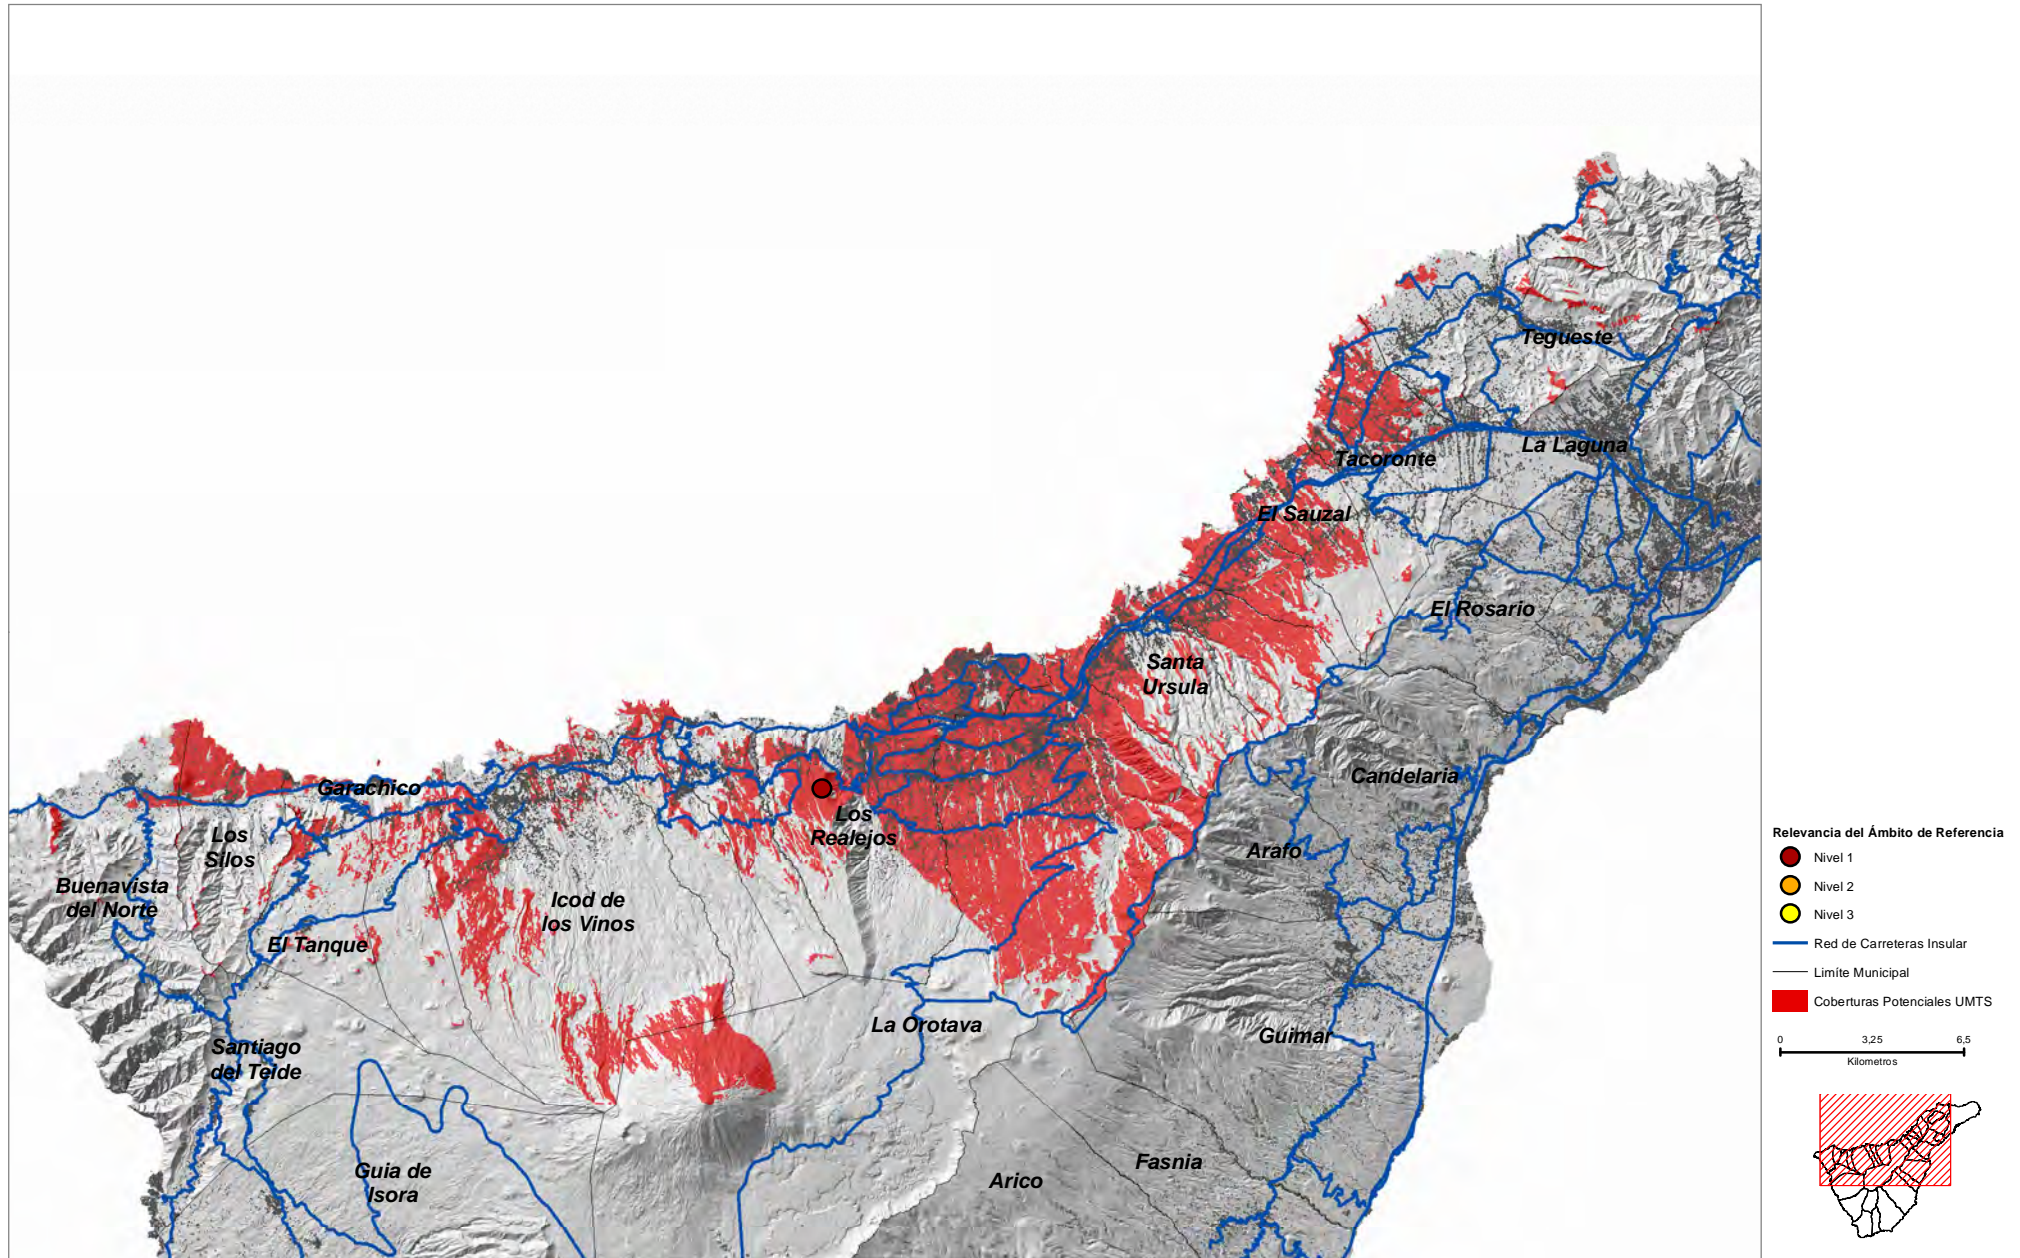 Tegueste
La Laguna
Tacoronte
El Sauzal
El Rosario
Santa
Ursula
Candelaria
Garachico
Los
Silos
Los
Realejos
Arafo
Buenavista
del Norte
Icod de
los Vinos
El Tanque
La Orotava
Guimar
Santiago
del Teide
Guia de
Isora
Fasnia
Arico
Relevancia del Ámbito de Referencia
Nivel 1
Nivel 2
Nivel 3
Red de Carreteras Insular
Limíte Municipal
Coberturas Potenciales UMTS
0 3,25 6,5
Kilometros